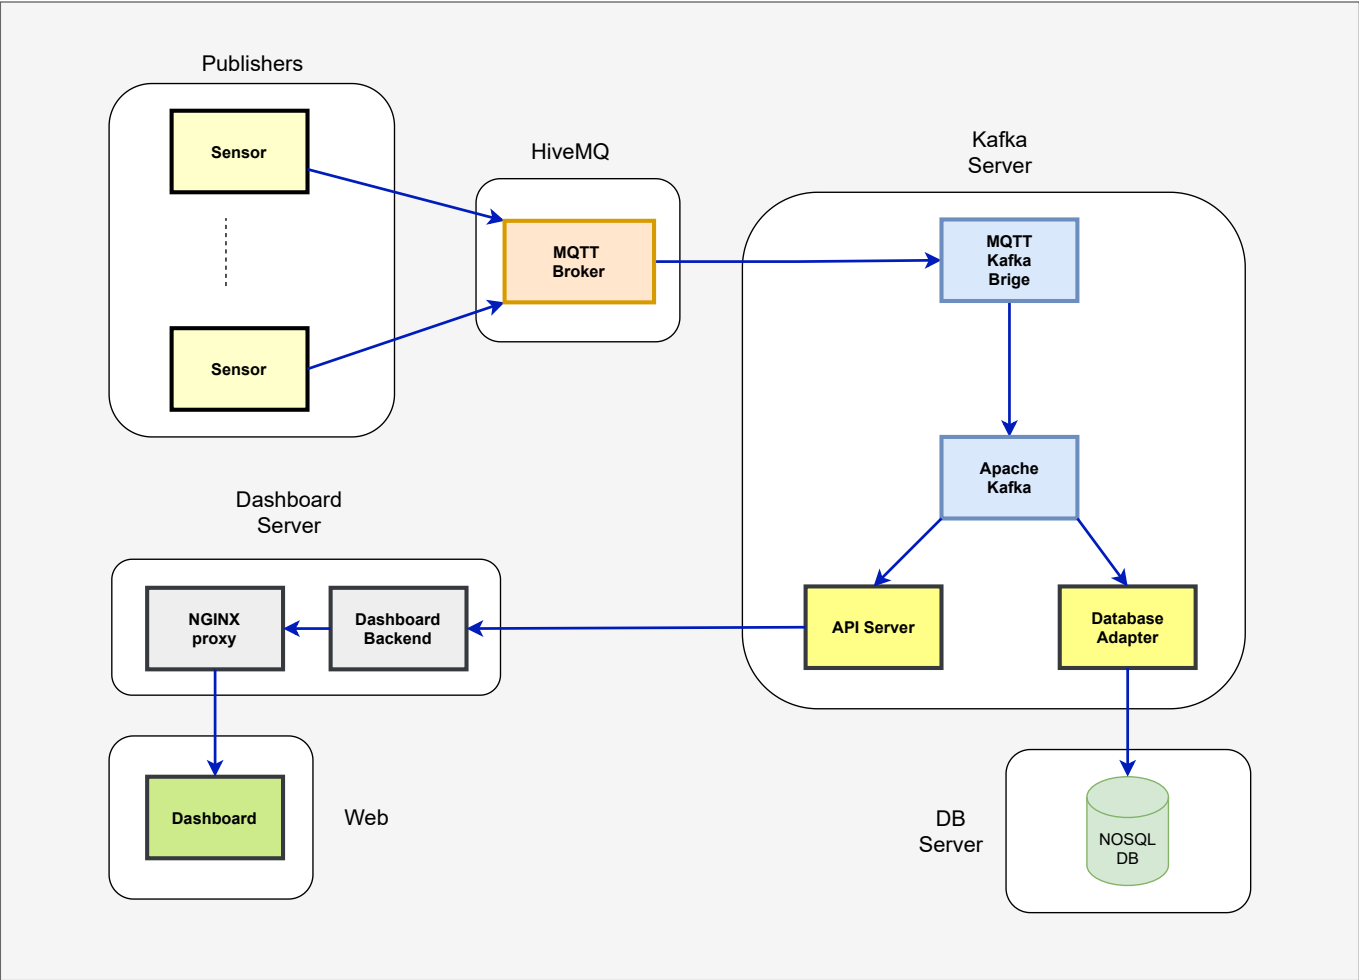 Publishers
Sensor
Sensor
HiveMQ
MQTT
Broker
Kafka
Server
MQTT
Kafka
Brige
Apache
Kafka
API Server
Database
Adapter
Dashboard
Server
NGINX
proxy
Dashboard
Backend
Dashboard
Web
DB
Server
NOSQL
DB